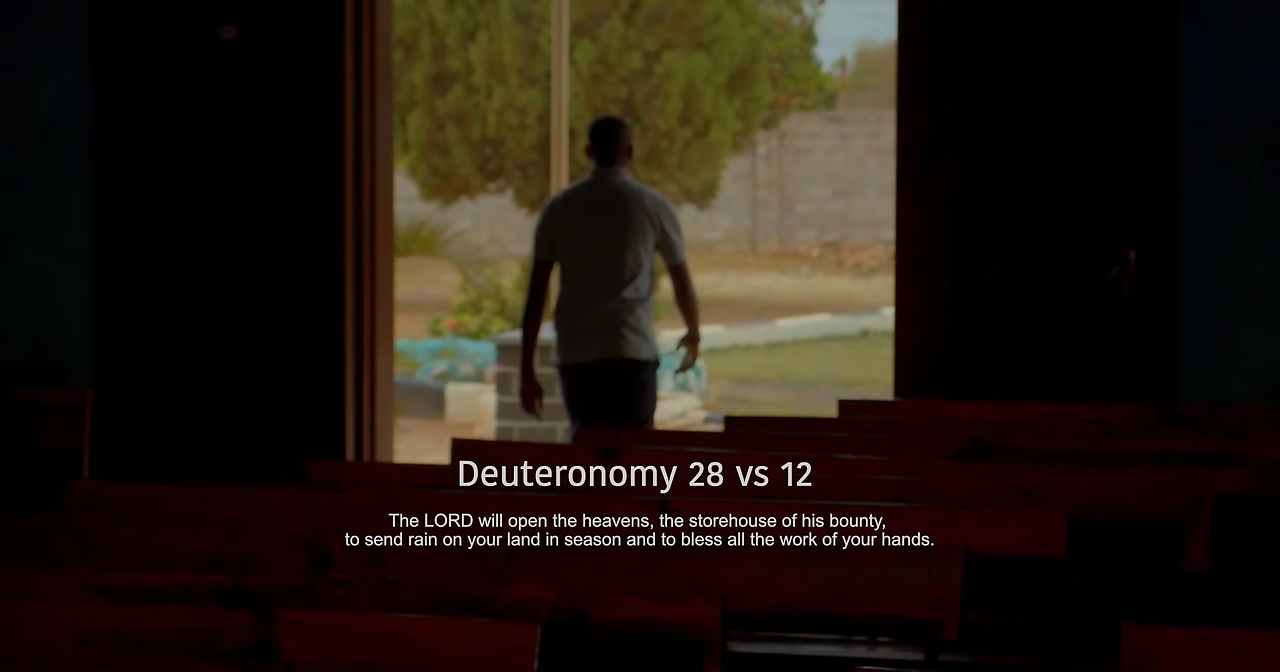 Deuteronomy 28 vs 12
The LORD will open the heavens, the storehouse of his bounty,
to send rain on your land in season and to bless all the work of your hands.